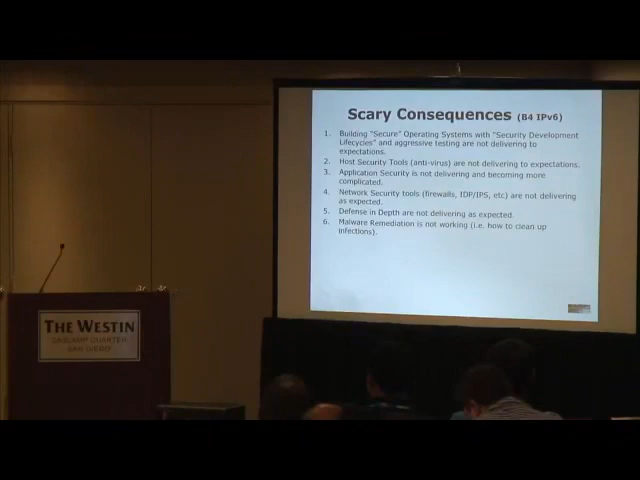 Scary Consequences (B4 IPv6)
1. Building "Secure" Operating Systems with "Security Development
Lifecycles" and aggressive testing are not delivering to
expectations.
2. Host Security Tools (anti-virus) are not delivering to expectations.
3. Application Security is not delivering and becoming more
complicated.
4. Network Security tools (firewalls, IDP/IPS, etc) are not delivering
as expected.
5. Defense in Depth are not delivering as expected.
6. Malware Remediation is not working (i.e. how to clean up
infections).
THE WESTIN
GASLAMP QUARTER
SAN DIEGO